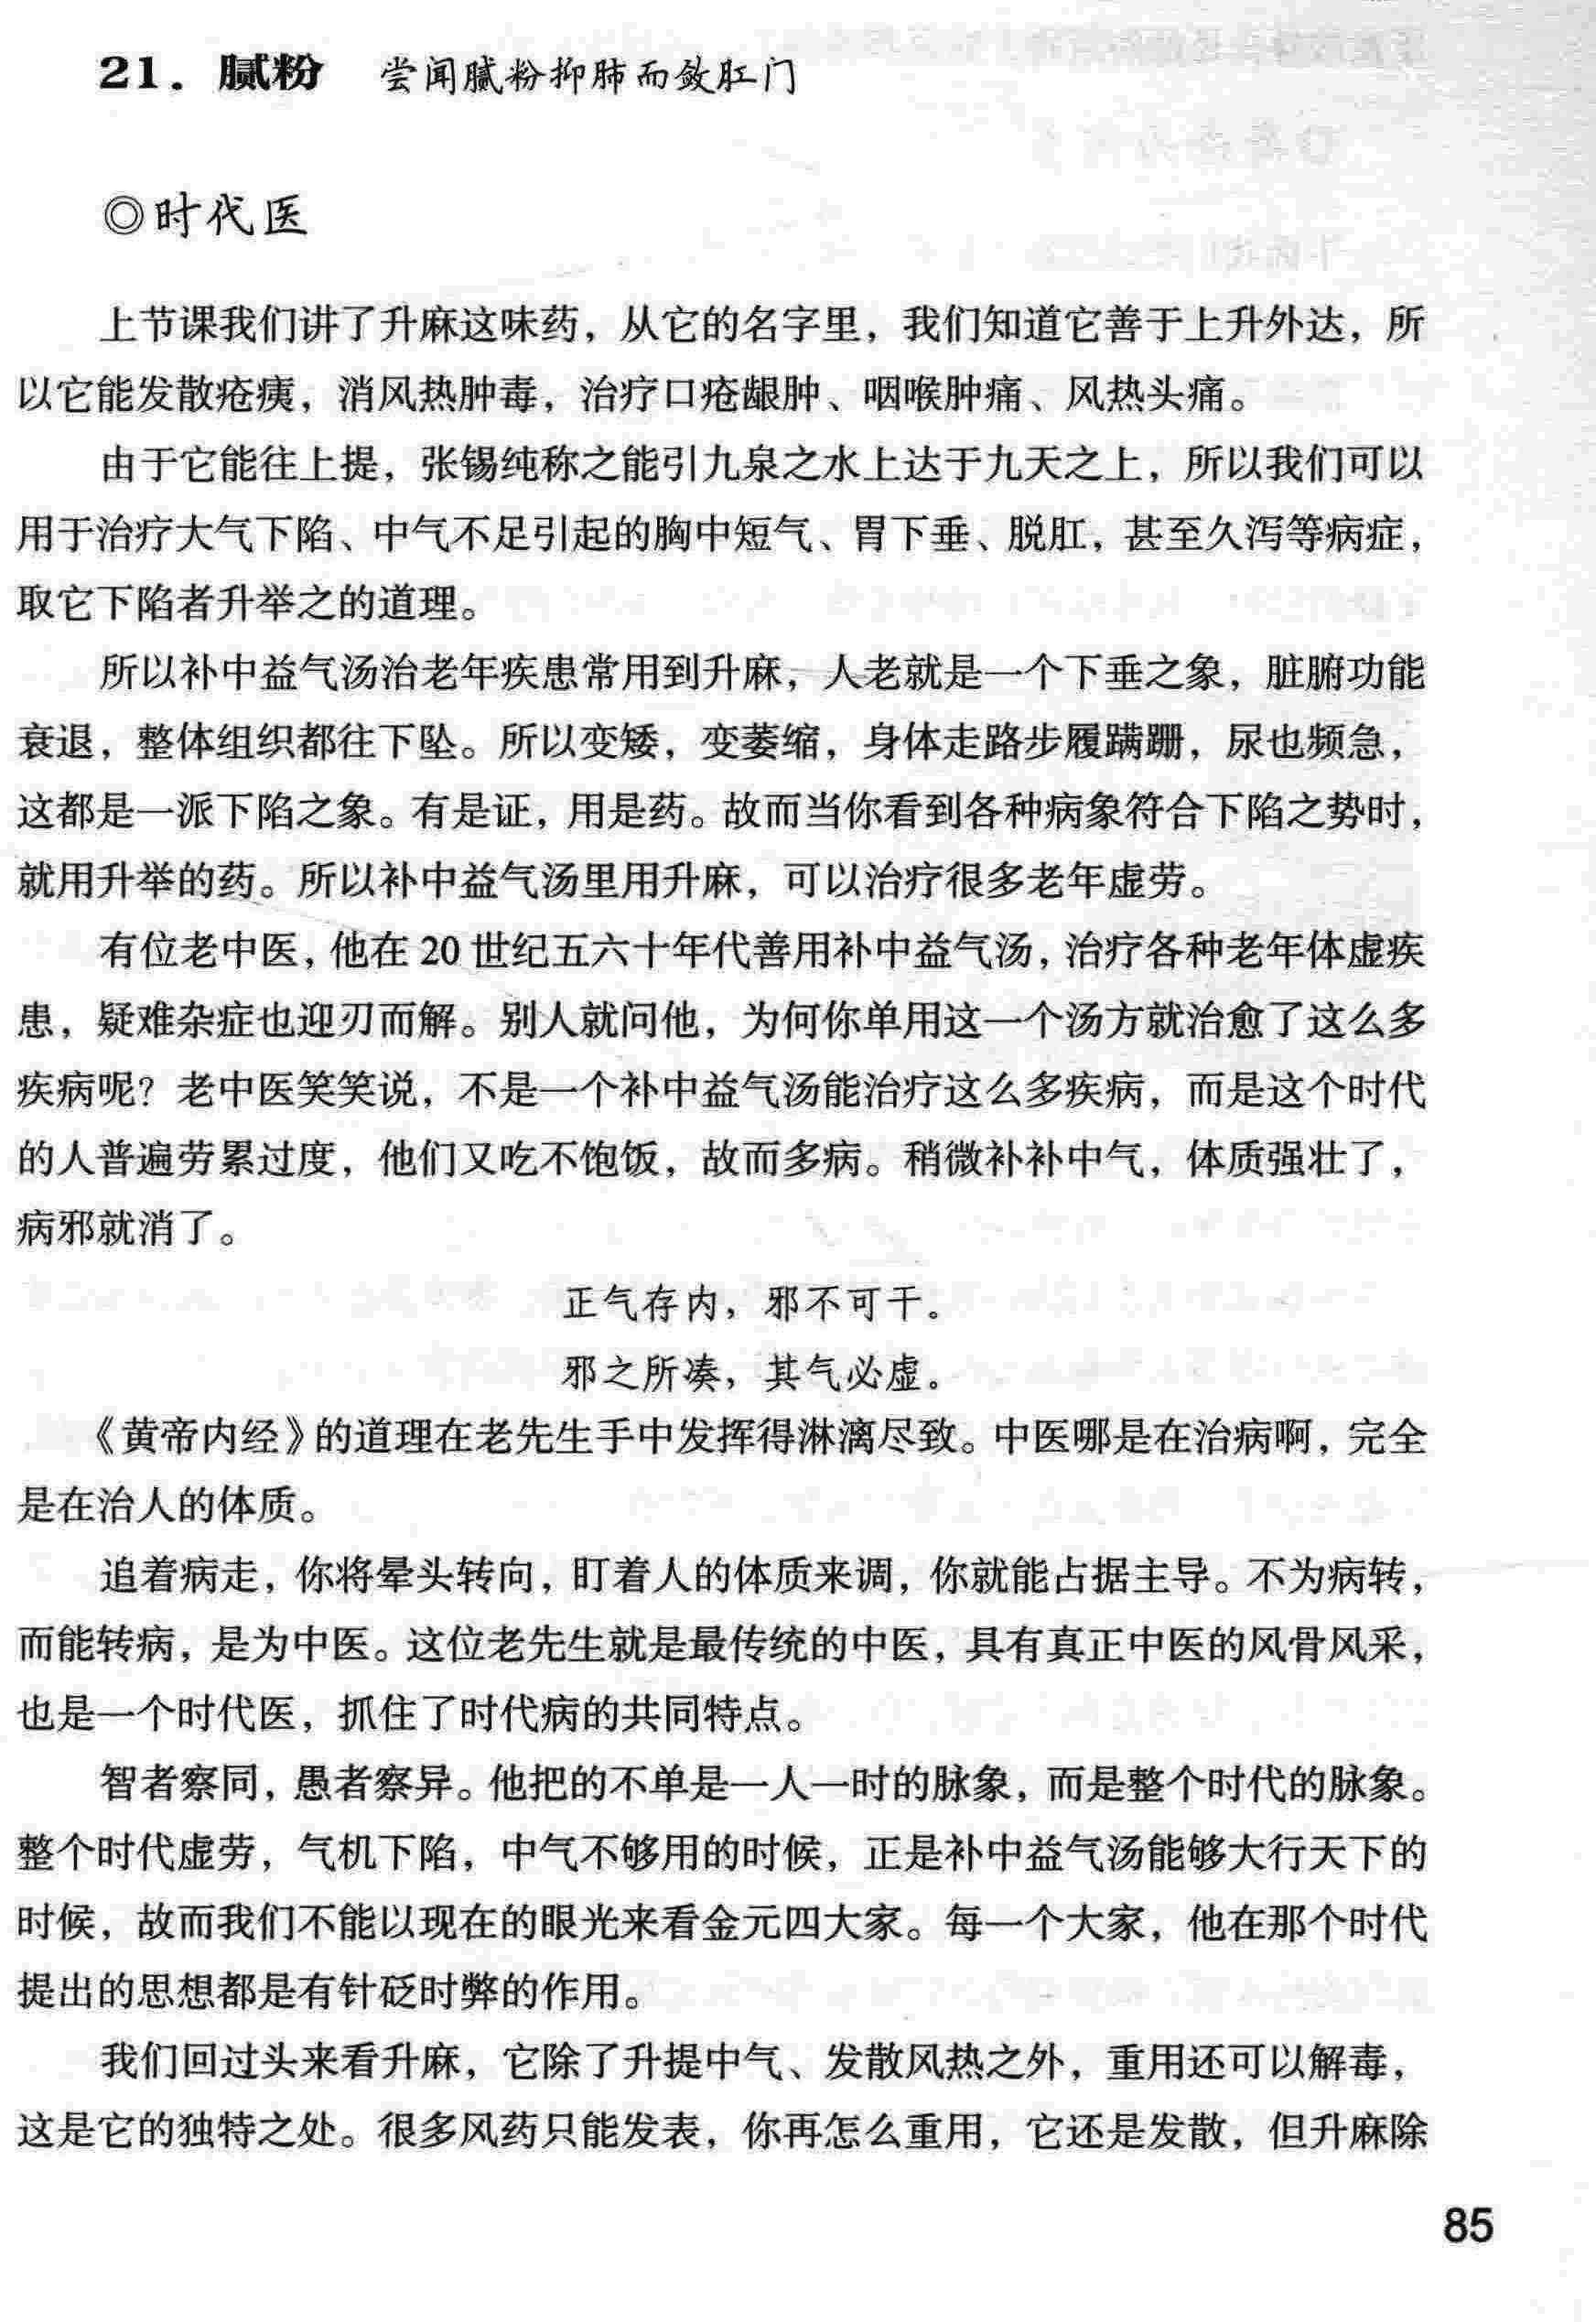 21. 腻粉　尝闻腻粉抑肺而敛肛门
◎时代医
上节课我们讲了升麻这味药，从它的名字里，我们知道它善于上升外达，所
以它能发散疮痍，消风热肿毒，治疗口疮龈肿、咽喉肿痛、风热头痛。
由于它能往上提，张锡纯称之能引九泉之水上达于九天之上，所以我们可以
用于治疗大气下陷、中气不足引起的胸中短气、胃下垂、脱肛，甚至久泻等病症，
取它下陷者升举之的道理。
所以补中益气汤治老年疾患常用到升麻，人老就是一个下垂之象，脏腑功能
衰退，整体组织都往下坠。所以变矮，变萎缩，身体走路步履蹒跚，尿也频急，
这都是一派下陷之象。有是证，用是药。故而当你看到各种病象符合下陷之势时，
就用升举的药。所以补中益气汤里用升麻，可以治疗很多老年虚劳。
有位老中医，他在 20 世纪五六十年代善用补中益气汤，治疗各种老年体虚疾
患，疑难杂症也迎刃而解。别人就问他，为何你单用这一个汤方就治愈了这么多
疾病呢？老中医笑笑说，不是一个补中益气汤能治疗这么多疾病，而是这个时代
的人普遍劳累过度，他们又吃不饱饭，故而多病。稍微补补中气，体质强壮了，
病邪就消了。
正气存内，邪不可干。
邪之所凑，其气必虚。
《黄帝内经》的道理在老先生手中发挥得淋漓尽致。中医哪是在治病啊，完全
是在治人的体质。
追着病走，你将晕头转向，盯着人的体质来调，你就能占据主导。不为病转，
而能转病，是为中医。这位老先生就是最传统的中医，具有真正中医的风骨风采，
也是一个时代医，抓住了时代病的共同特点。
智者察同，愚者察异。他把的不单是一人一时的脉象，而是整个时代的脉象。
整个时代虚劳，气机下陷，中气不够用的时候，正是补中益气汤能够大行天下的
时候，故而我们不能以现在的眼光来看金元四大家。每一个大家，他在那个时代
提出的思想都是有针砭时弊的作用。
我们回过头来看升麻，它除了升提中气、发散风热之外，重用还可以解毒，
这是它的独特之处。很多风药只能发表，你再怎么重用，它还是发散，但升麻除
85